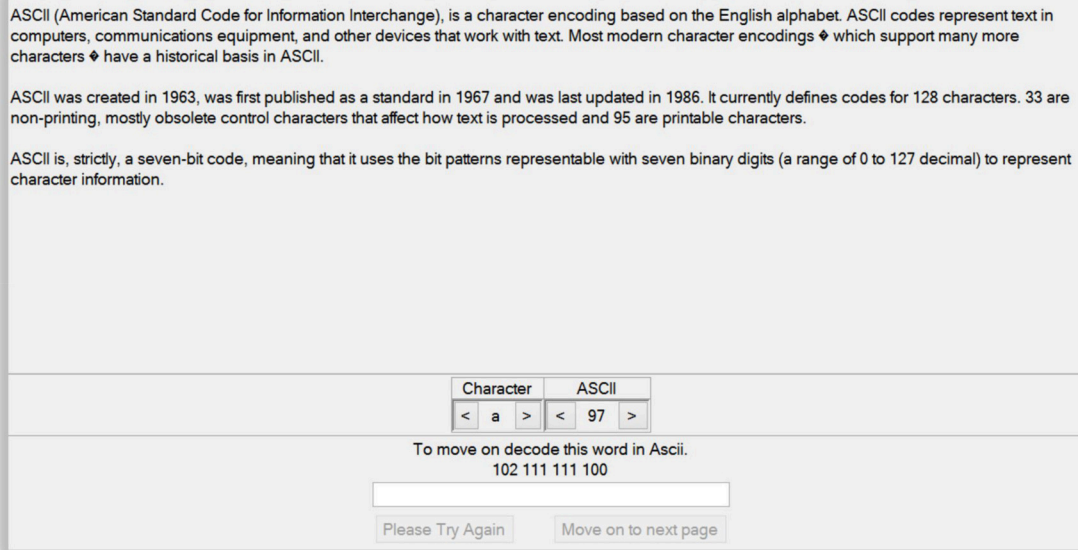 ASCII (American Standard Code for Information Interchange), is a character encoding based on the English alphabet. ASCII codes represent text in
computers, communications equipment, and other devices that work with text. Most modern character encodings � which support many more
characters � have a historical basis in ASCII.
ASCII was created in 1963, was first published as a standard in 1967 and was last updated in 1986. It currently defines codes for 128 characters. 33 are
non-printing, mostly obsolete control characters that affect how text is processed and 95 are printable characters.
ASCII is, strictly, a seven-bit code, meaning that it uses the bit patterns representable with seven binary digits (a range of 0 to 127 decimal) to represent
character information.
Character ASCII
< a > < 97 >
To move on decode this word in Ascii.
102 111 111 100
Please Try Again Move on to next page